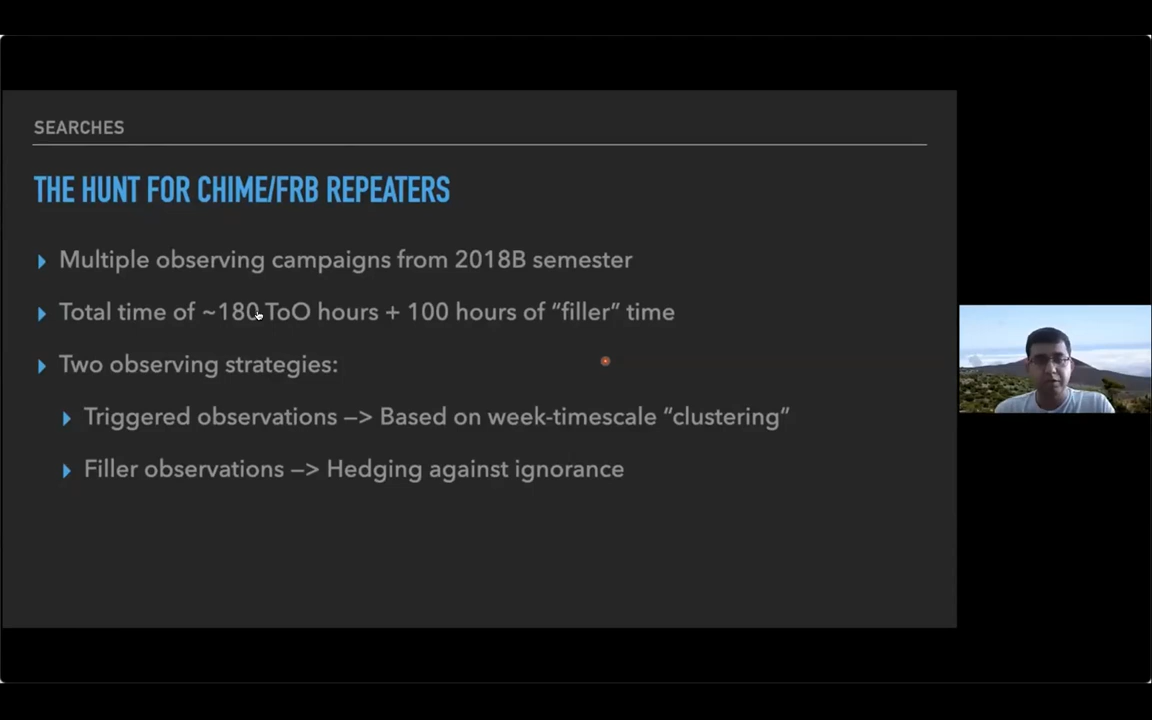 SEARCHES
THE HUNT FOR CHIME/FRB REPEATERS
Multiple observing campaigns from 2018B semester
Total time of ~180 ToO hours + 100 hours of “filler” time
Two observing strategies:
Triggered observations —> Based on week-timescale “clustering“
Filler observations —> Hedging against ignorance